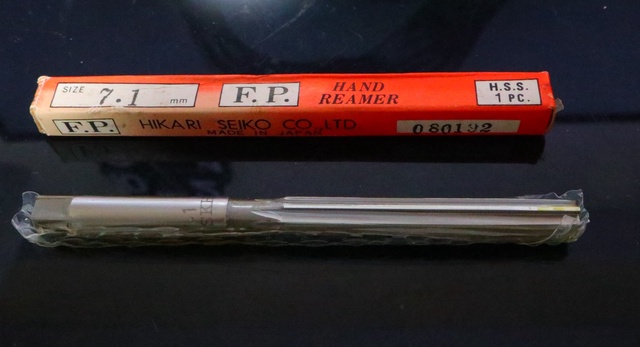 SIZE 7.1 mm
F.P.
HAND
REAMER
H.S.S.
1 PC.
F.P. HIKARI SEIKO CO., LTD.
MADE IN JAPAN
080192